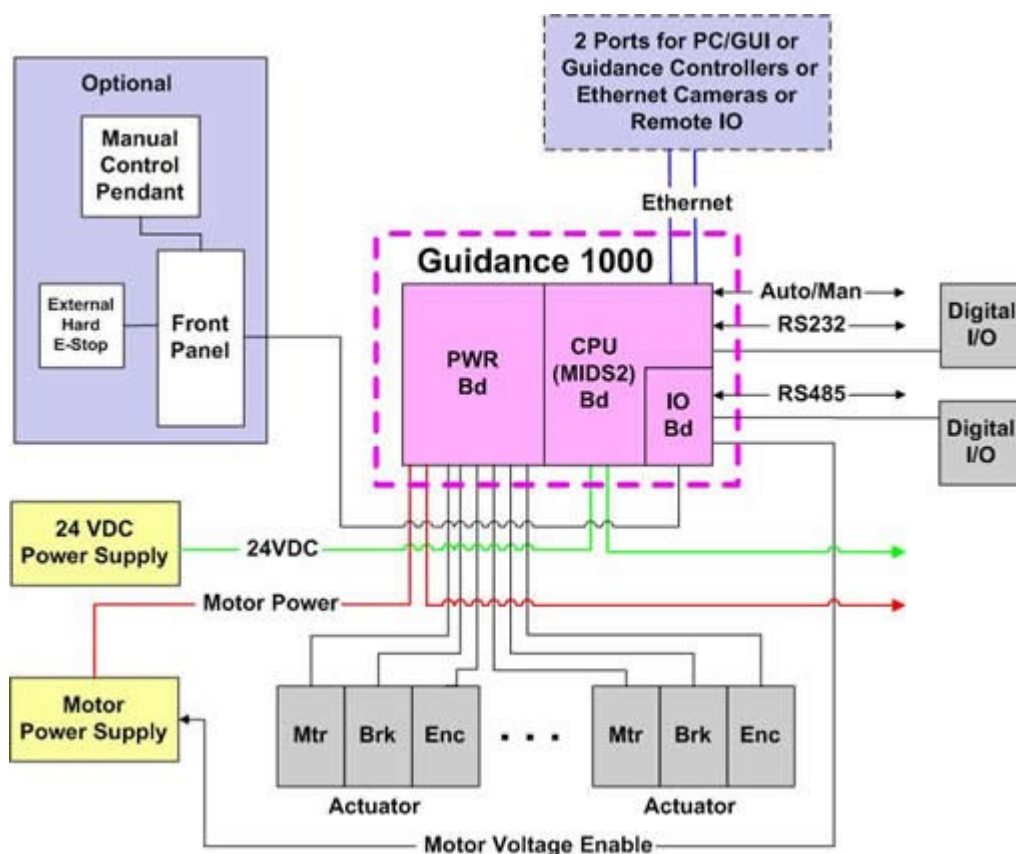 2 Ports for PC/GUI or
Guidance Controllers or
Ethernet Cameras or
Remote IO
Optional
Manual
Control
Pendant
External
Hard
E-Stop
Front
Panel
Ethernet
Guidance 1000
PWR
Bd
CPU
(MIDS2)
Bd
IO
Bd
Auto/Man
RS232
RS485
Digital
I/O
Digital
I/O
24 VDC
Power Supply
24VDC
Motor Power
Motor
Power Supply
Mtr
Brk
Enc
. . .
Mtr
Brk
Enc
Actuator
Actuator
Motor Voltage Enable